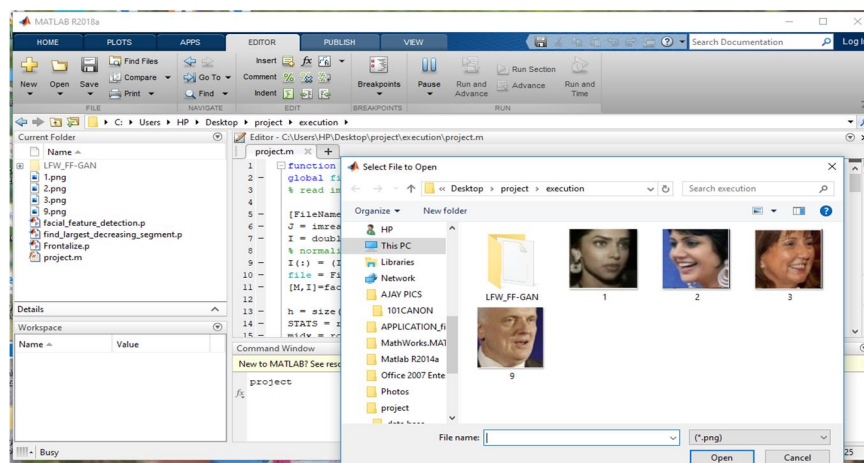 MATLAB R2018a
HOME PLOTS APPS EDITOR PUBLISH VIEW Search Documentation Log In
New Open Save Find Files Compare Print Go To Find Insert Comment Indent Breakpoints Pause Run and Advance Run Section Advance Run and Time
FILE NAVIGATE EDIT BREAKPOINTS RUN
C: Users HP Desktop project execution
Current Folder
Name
LFW_FF-GAN
1.png
2.png
3.png
9.png
facial_feature_detection.p
find_largest_decreasing_segment.p
Frontalize.p
project.m
Details
Workspace
Name Value
Busy
Editor - C:\Users\HP\Desktop\project\execution\project.m
project.m
1 function
2 global fi
3 % read im
4
5 [FileName
6 J = imrea
7 I = doubl
8 % normali
9 I(:) = (I
10 file = Fi
11 [M,I]=fac
12
13 h = size(
14 STATS = r
15
Command Window
New to MATLAB? See
project
fx
Select File to Open
« Desktop project execution Search execution
Organize New folder
HP
This PC
Libraries
Network
AJAY PICS
101CANON
APPLICATION_fi
MathWorks.MAT
Matlab R2014a
Office 2007 Ente
Photos
project
LFW_FF-GAN
1
2
3
9
File name: (*.png)
Open Cancel
25